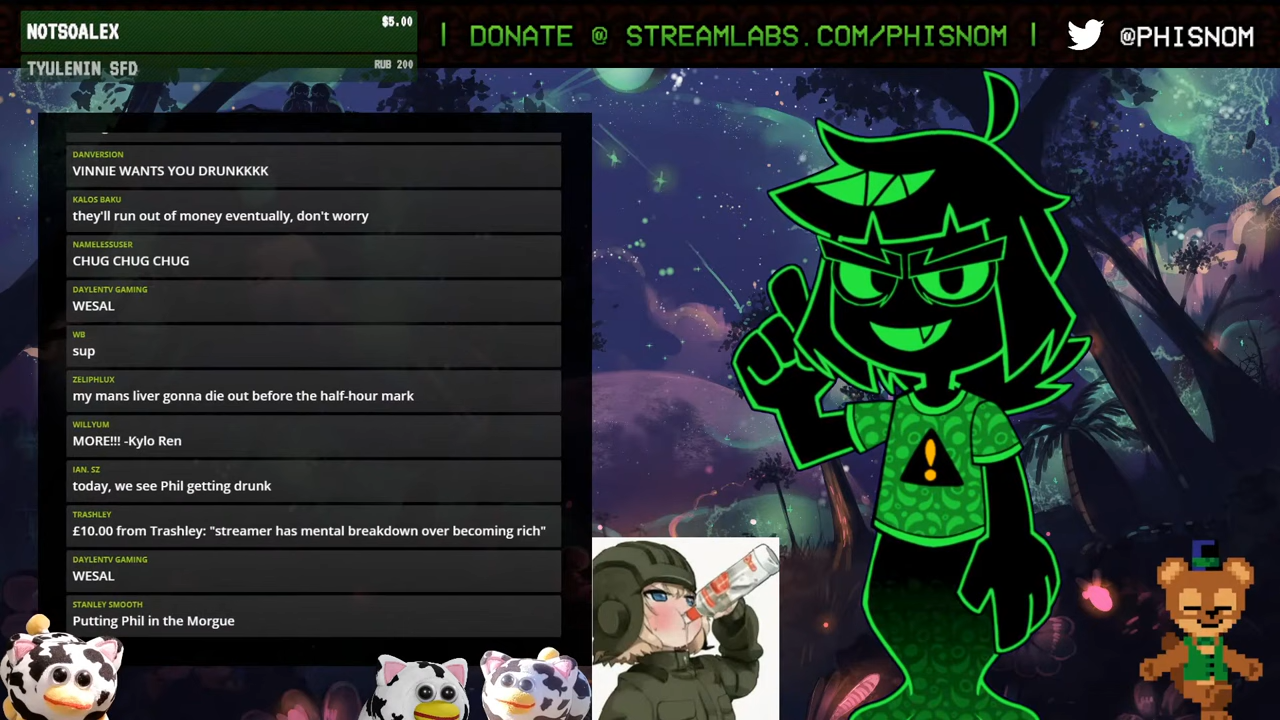 NOTSOALEX
$5.00
TYULENIN SFD
RUB 200
| DONATE @ STREAMLABS.COM/PHISNOM |
@PHISNOM
DANVERSION
VINNIE WANTS YOU DRUNKKKK
KALOS BAKU
they'll run out of money eventually, don't worry
NAMELESSUSER
CHUG CHUG CHUG
DAYLENTV GAMING
WESAL
WB
sup
ZELIPHLUX
my mans liver gonna die out before the half-hour mark
WILLYUM
MORE!!! -Kylo Ren
IAN. SZ
today, we see Phil getting drunk
TRASHLEY
£10.00 from Trashley: "streamer has mental breakdown over becoming rich"
DAYLENTV GAMING
WESAL
STANLEY SMOOTH
Putting Phil in the Morgue
!